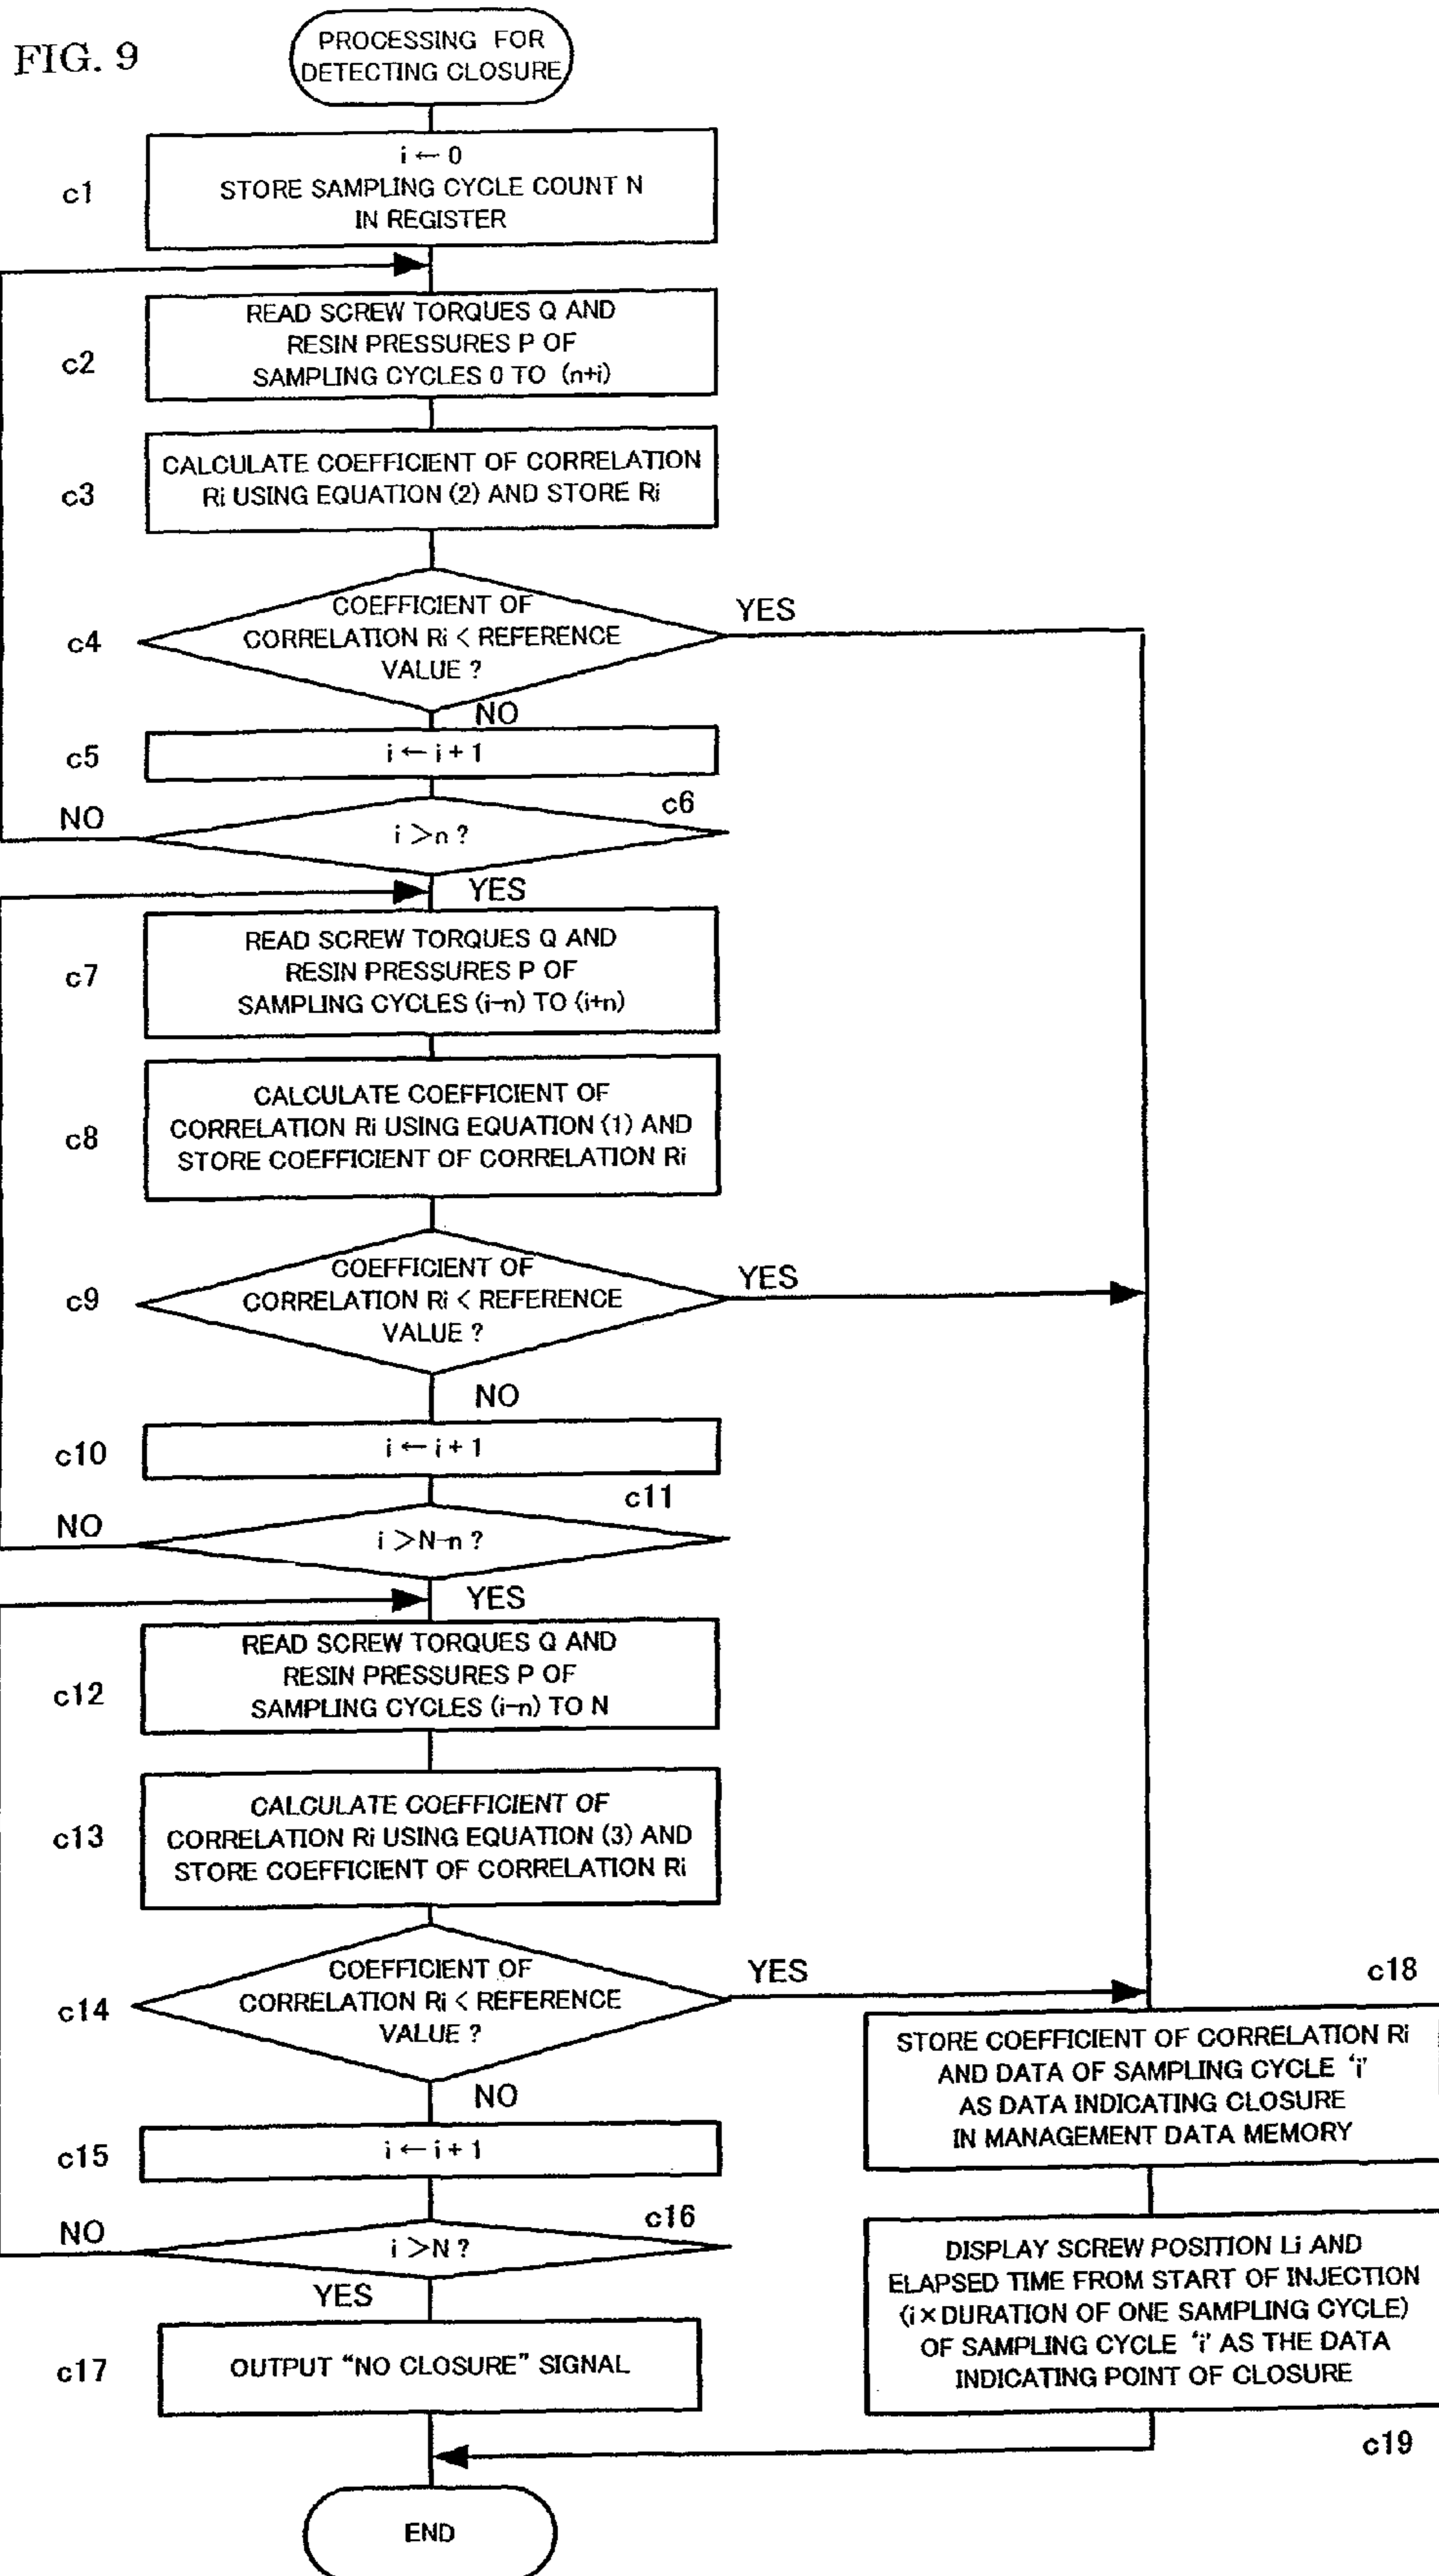 FIG. 9
PROCESSING FOR
DETECTING CLOSURE
c1
i ← 0
STORE SAMPLING CYCLE COUNT N
IN REGISTER
c2
READ SCREW TORQUES Q AND
RESIN PRESSURES P OF
SAMPLING CYCLES 0 TO (n+i)
c3
CALCULATE COEFFICIENT OF CORRELATION
Ri USING EQUATION (2) AND STORE Ri
c4
COEFFICIENT OF
CORRELATION Ri < REFERENCE
VALUE ?
YES
NO
c5
i ← i + 1
c6
NO
i > n ?
YES
c7
READ SCREW TORQUES Q AND
RESIN PRESSURES P OF
SAMPLING CYCLES (i-n) TO (i+n)
c8
CALCULATE COEFFICIENT OF
CORRELATION Ri USING EQUATION (1) AND
STORE COEFFICIENT OF CORRELATION Ri
c9
COEFFICIENT OF
CORRELATION Ri < REFERENCE
VALUE ?
YES
NO
c10
i ← i + 1
c11
NO
i > N-n ?
YES
c12
READ SCREW TORQUES Q AND
RESIN PRESSURES P OF
SAMPLING CYCLES (i-n) TO N
c13
CALCULATE COEFFICIENT OF
CORRELATION Ri USING EQUATION (3) AND
STORE COEFFICIENT OF CORRELATION Ri
c14
COEFFICIENT OF
CORRELATION Ri < REFERENCE
VALUE ?
YES
NO
c15
i ← i + 1
c16
NO
i > N ?
YES
c17
OUTPUT “NO CLOSURE” SIGNAL
c18
STORE COEFFICIENT OF CORRELATION Ri
AND DATA OF SAMPLING CYCLE ‘i’
AS DATA INDICATING CLOSURE
IN MANAGEMENT DATA MEMORY
DISPLAY SCREW POSITION Li AND
ELAPSED TIME FROM START OF INJECTION
(i × DURATION OF ONE SAMPLING CYCLE)
OF SAMPLING CYCLE ‘i’ AS THE DATA
INDICATING POINT OF CLOSURE
c19
END